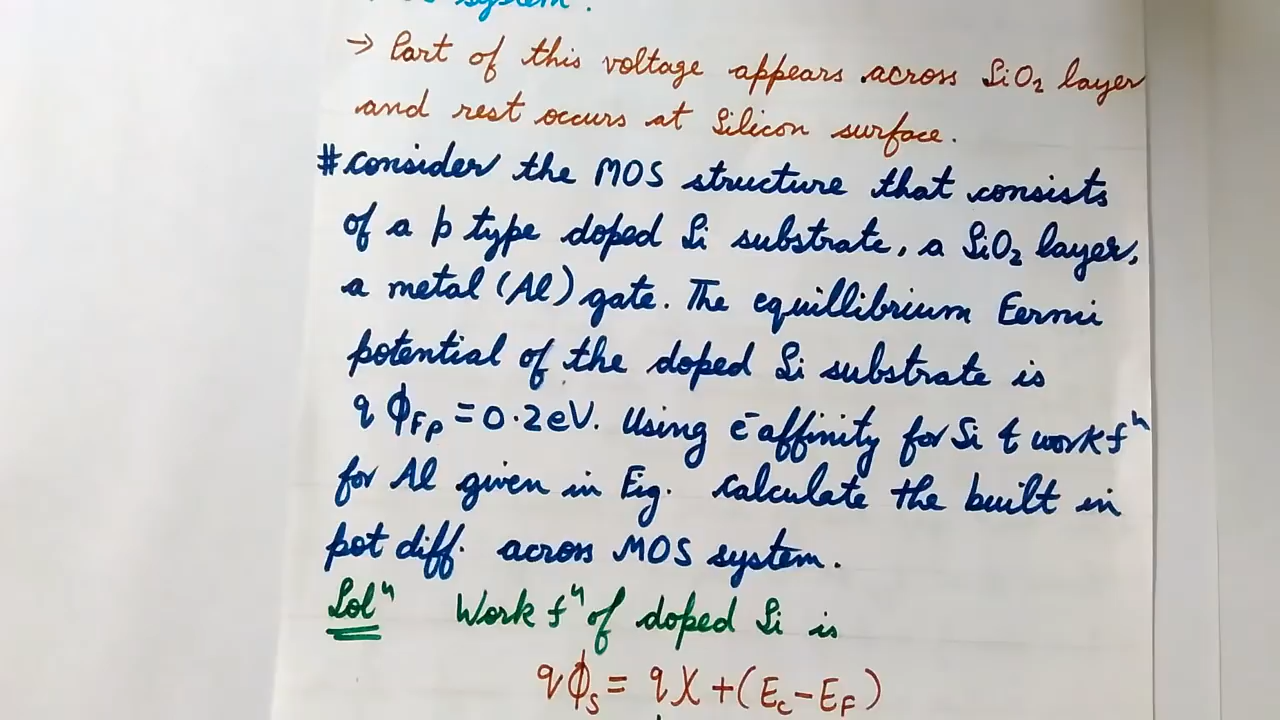 system.
→ Part of this voltage appears across SiO₂ layer
and rest occurs at Silicon surface.
# consider the MOS structure that consists
of a p type doped Si substrate, a SiO₂ layer,
a metal (Al) gate. The equillibrium Fermi
potential of the doped Si substrate is
q ϕFp = 0.2eV. Using e⁻ affinity for Si & work fⁿ
for Al given in Fig. calculate the built in
pot diff. across MOS system.
Solⁿ Work fⁿ of doped Si is
qϕs = qX + (Ec - EF)